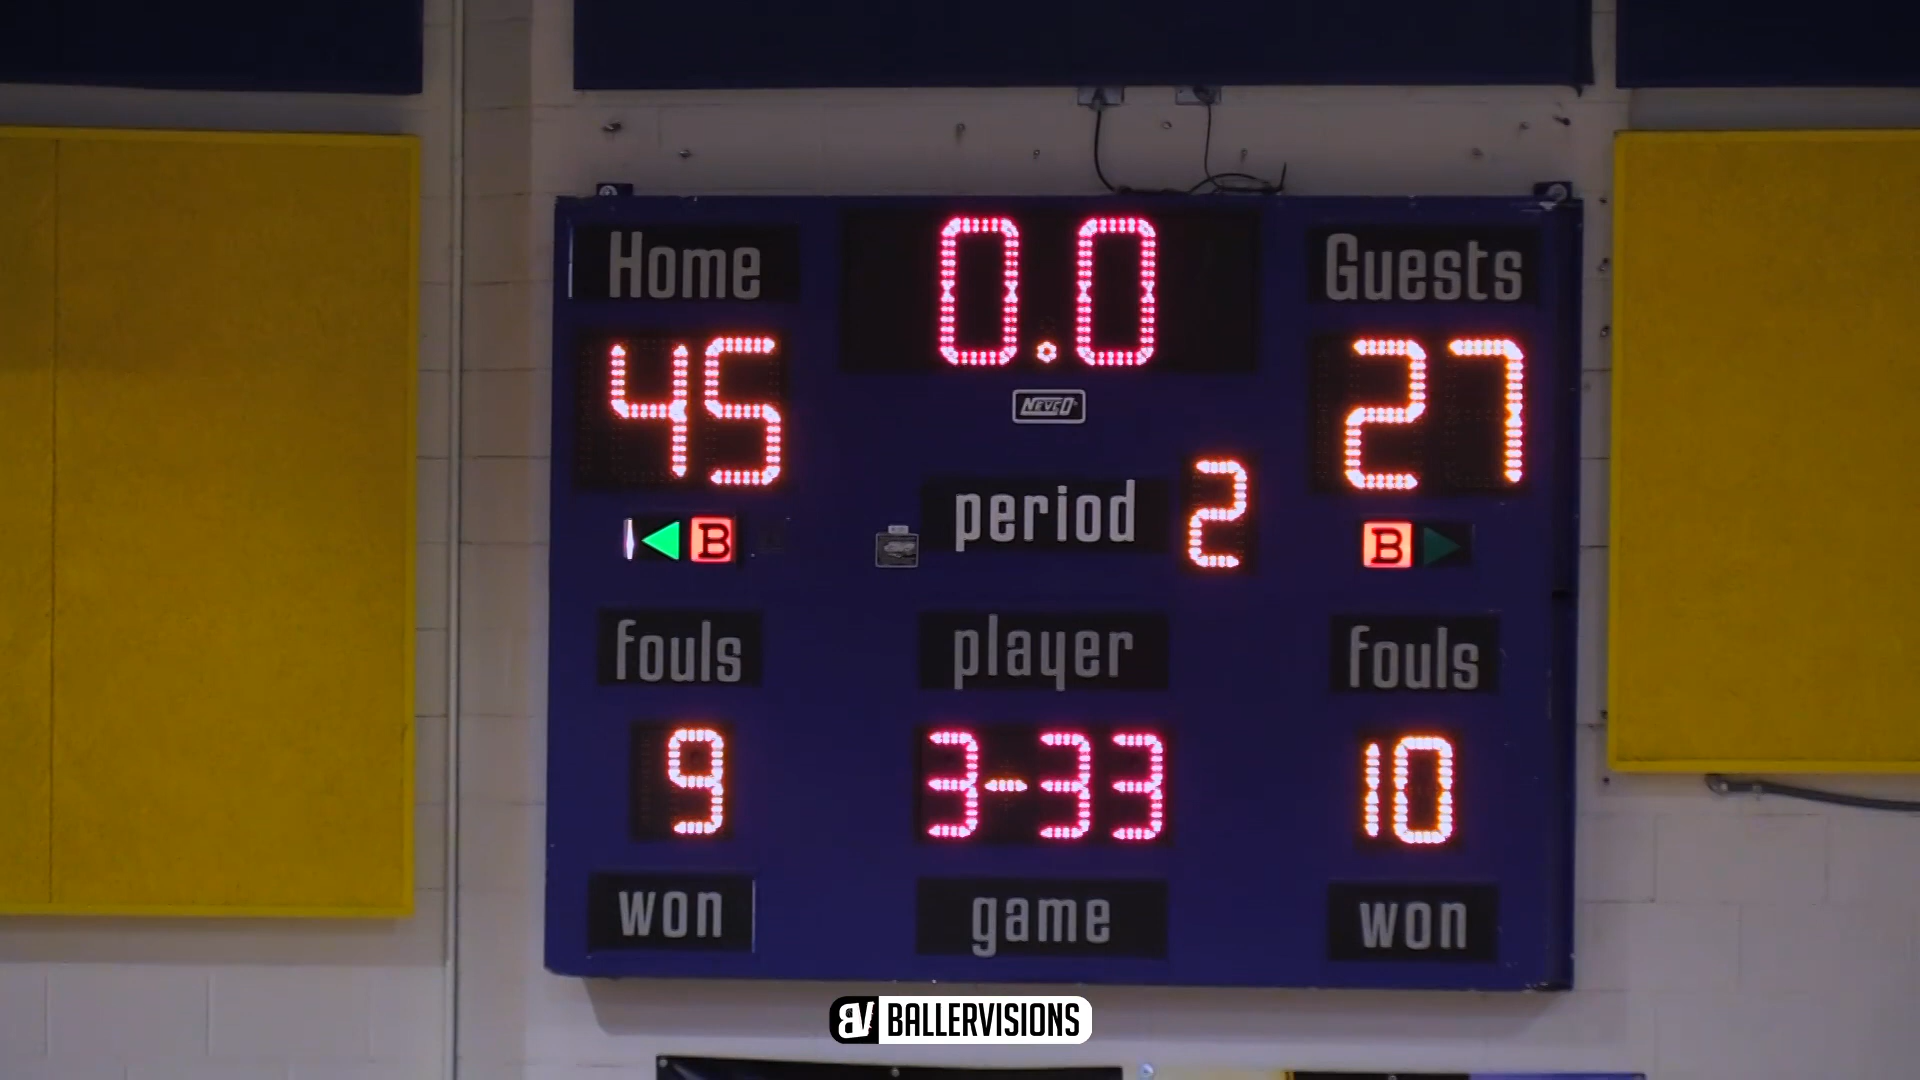 Home
0.0
Guests
45
27
NEVCO
period
2
B
B
fouls
player
fouls
9
3-33
10
won
game
won
BV BALLERVISIONS